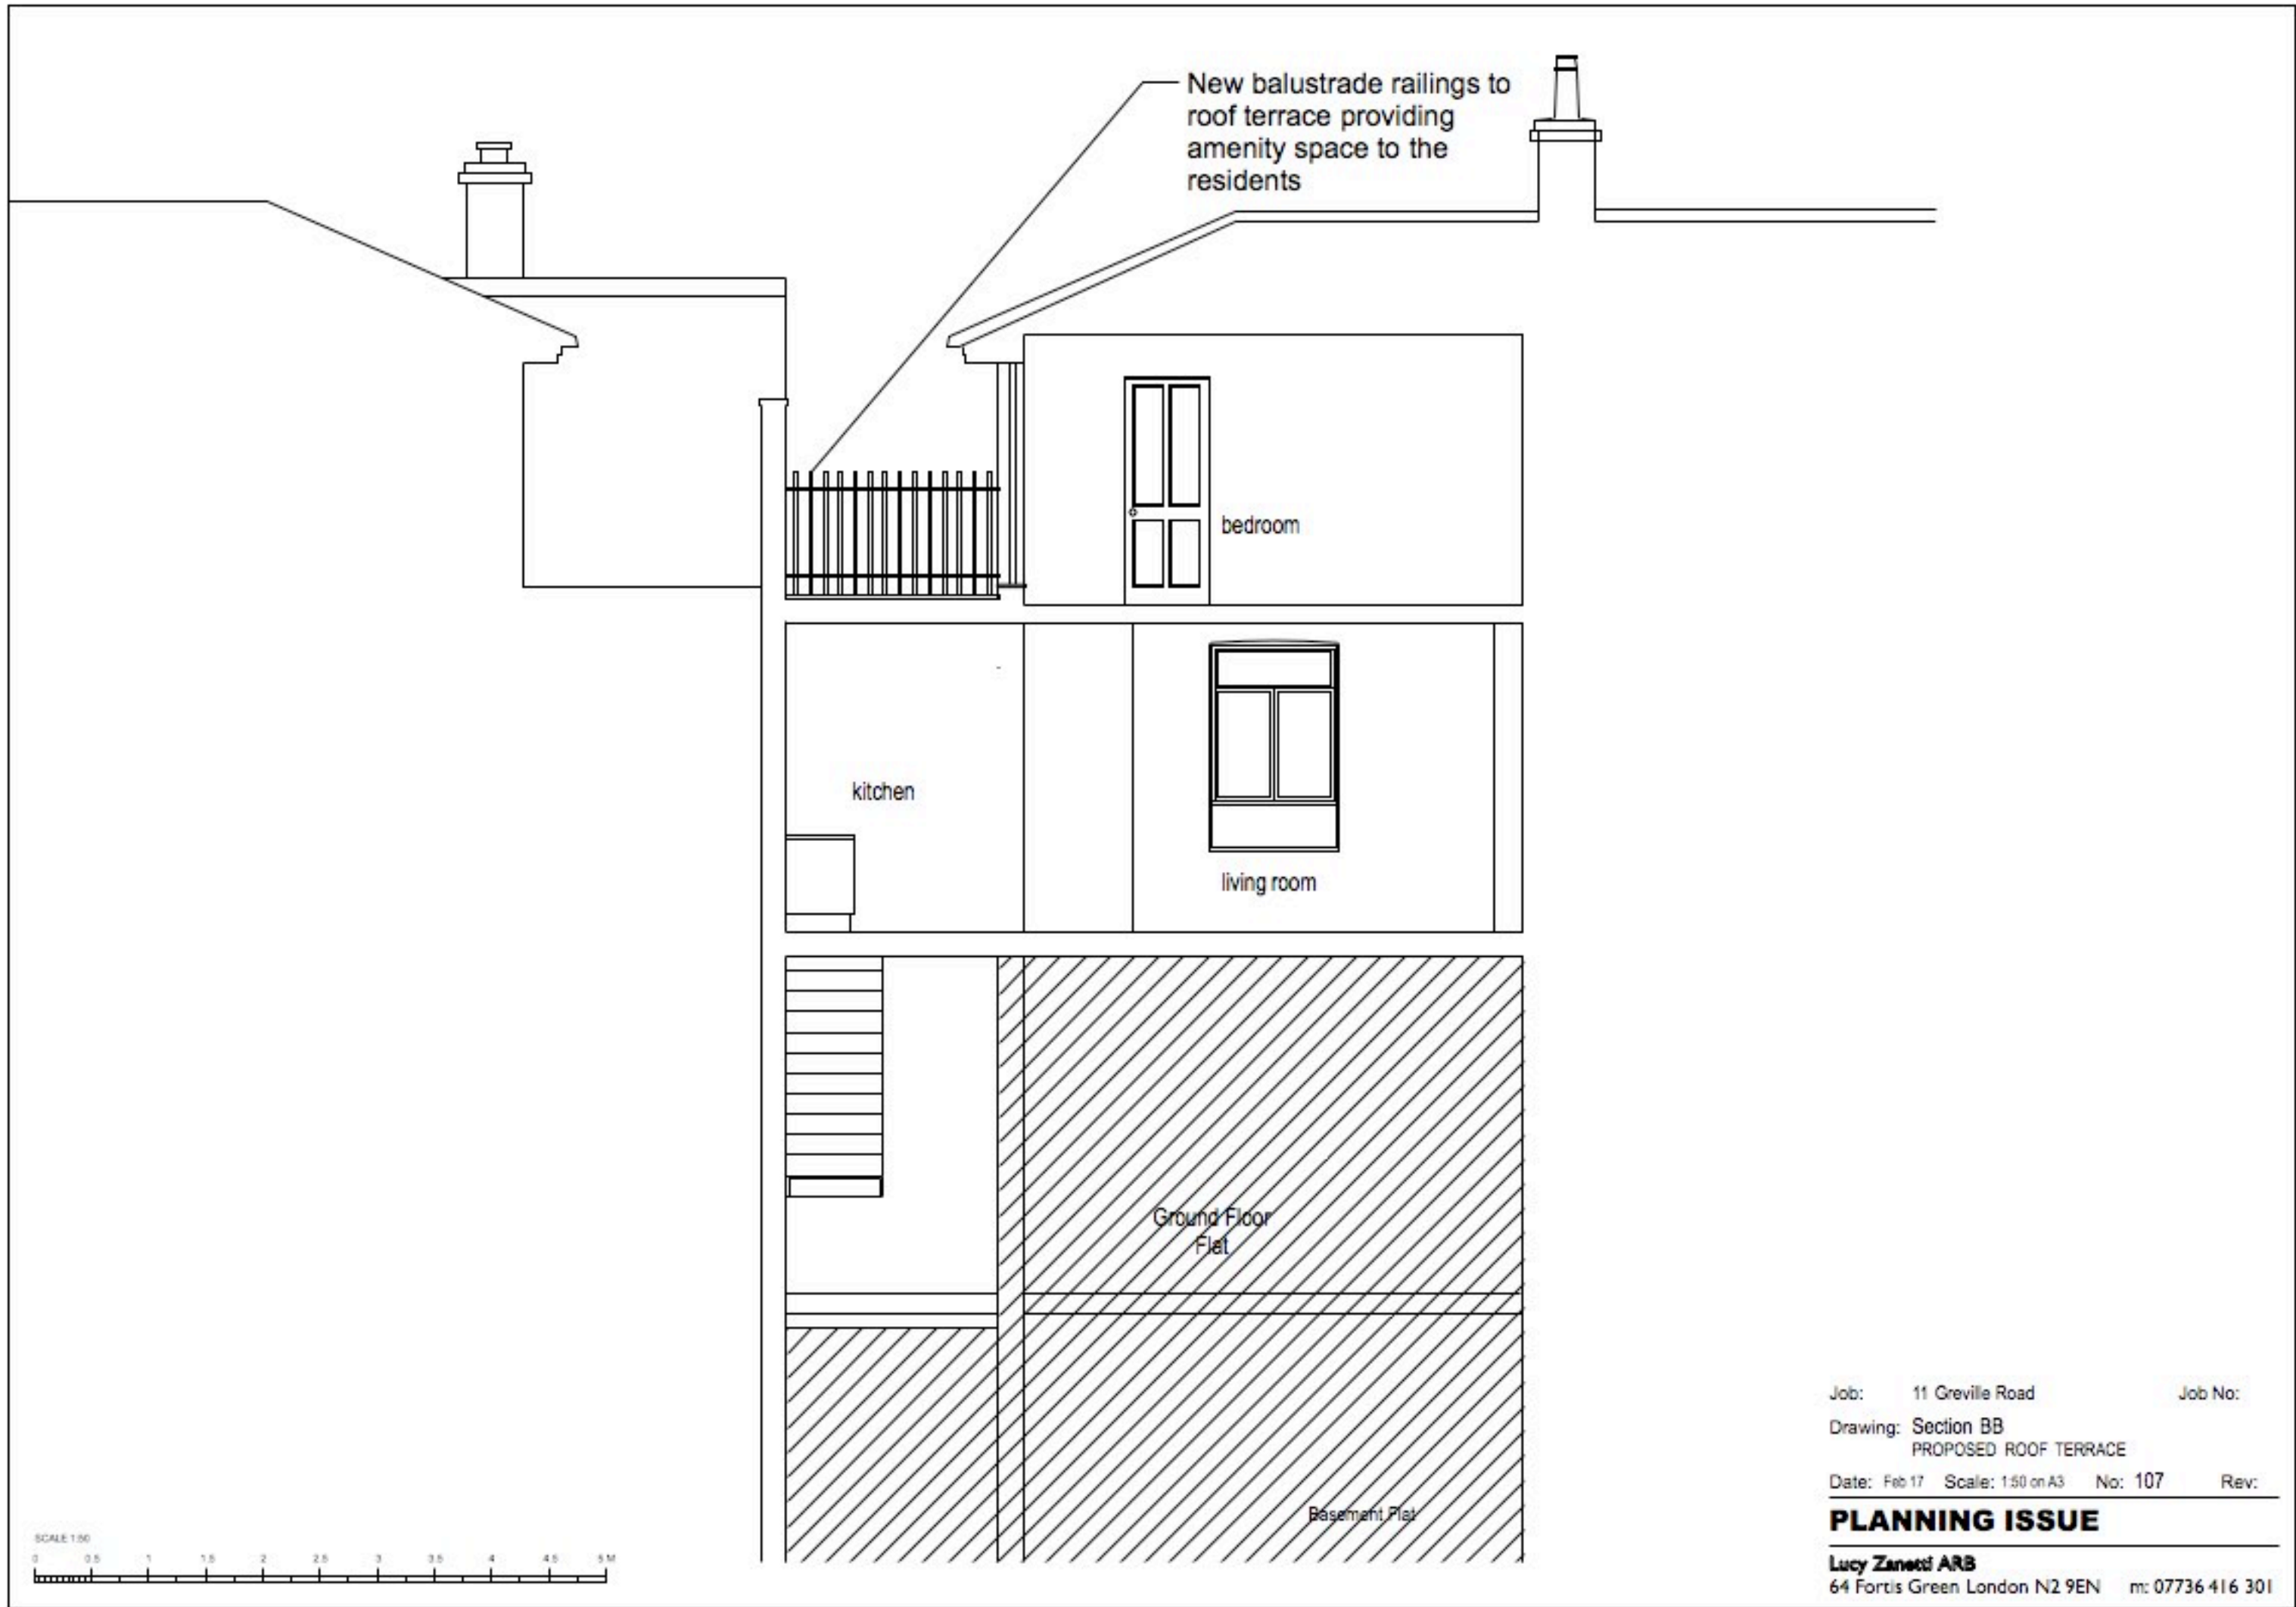 New balustrade railings to
roof terrace providing
amenity space to the
residents
bedroom
kitchen
living room
Ground Floor
Flat
Basement Flat
Job: 11 Greville Road Job No:
Drawing: Section BB
PROPOSED ROOF TERRACE
Date: Feb 17 Scale: 1:50 on A3 No: 107 Rev:
PLANNING ISSUE
Lucy Zanetti ARB
64 Fortis Green London N2 9EN m: 07736 416 301
SCALE 1:50
0 0.5 1 1.5 2 2.5 3 3.5 4 4.5 5 M